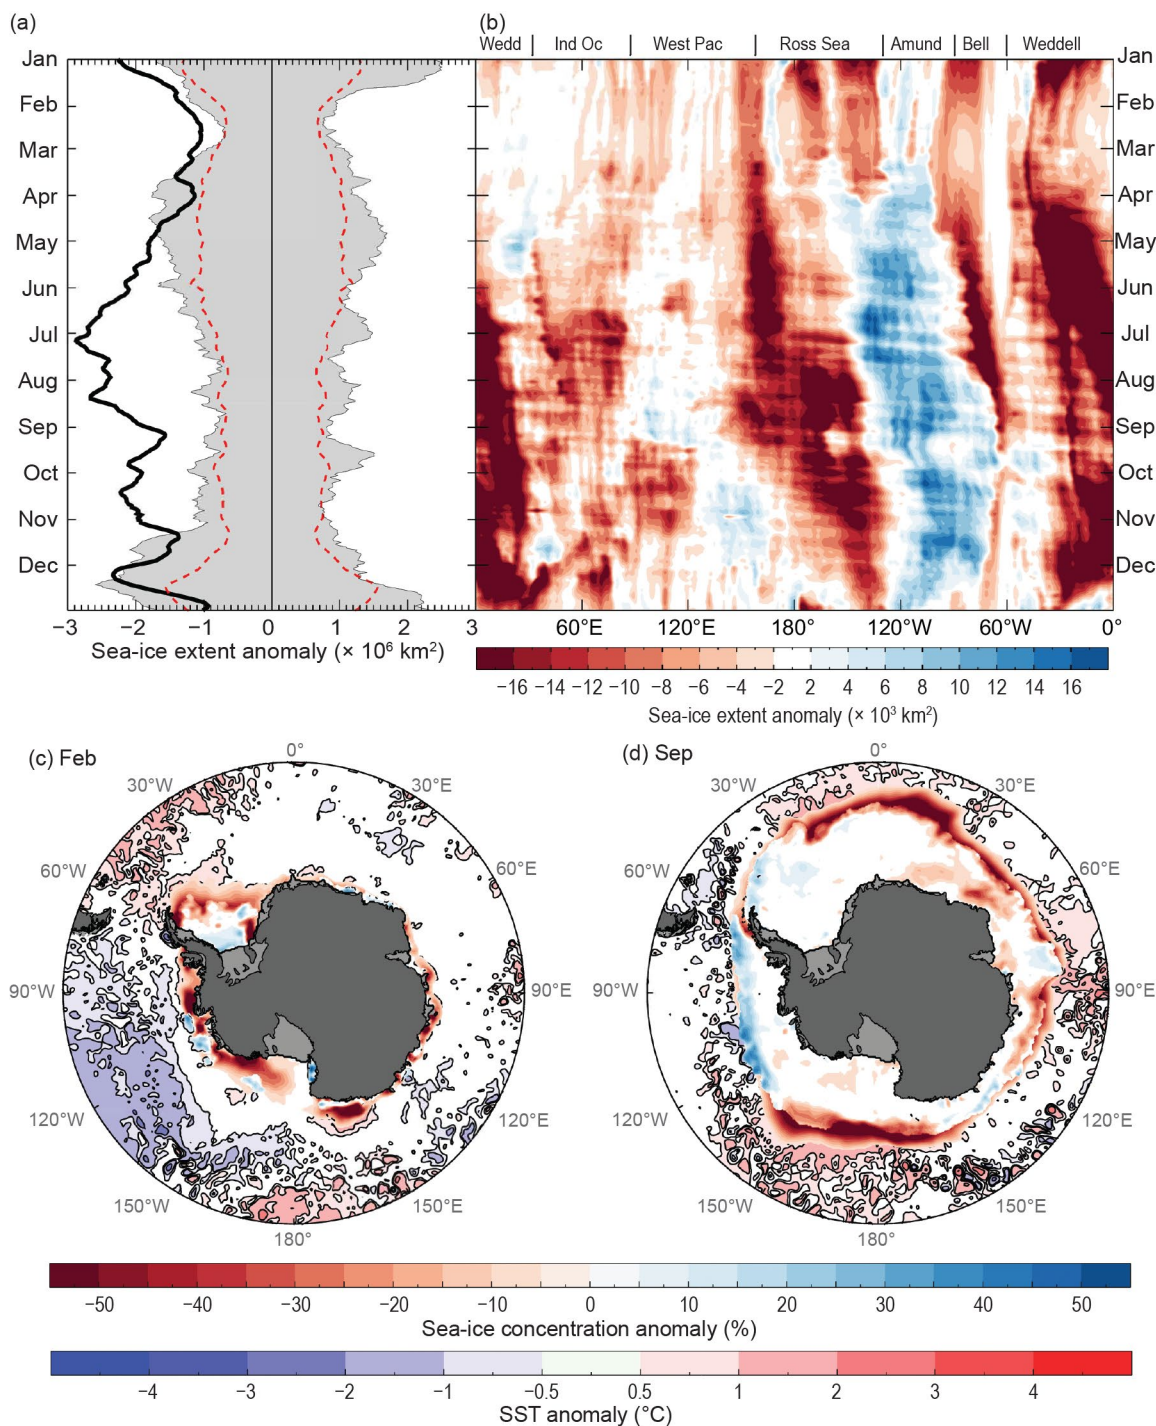 (a)
(b)
Wedd | Ind Oc | West Pac | Ross Sea | Amund | Bell | Weddell
Jan
Feb
Mar
Apr
May
Jun
Jul
Aug
Sep
Oct
Nov
Dec
Jan
Feb
Mar
Apr
May
Jun
Jul
Aug
Sep
Oct
Nov
Dec
−3 −2 −1 0 1 2 3
60°E 120°E 180° 120°W 60°W 0°
Sea-ice extent anomaly (× 10⁶ km²)
−16 −14 −12 −10 −8 −6 −4 −2 2 4 6 8 10 12 14 16
Sea-ice extent anomaly (× 10³ km²)
(c) Feb
0°
30°E
60°E
90°E
120°E
150°E
180°
150°W
120°W
90°W
60°W
30°W
(d) Sep
0°
30°E
60°E
90°E
120°E
150°E
180°
150°W
120°W
90°W
60°W
30°W
−50 −40 −30 −20 −10 0 10 20 30 40 50
Sea-ice concentration anomaly (%)
−4 −3 −2 −1 −0.5 0.5 1 2 3 4
SST anomaly (°C)